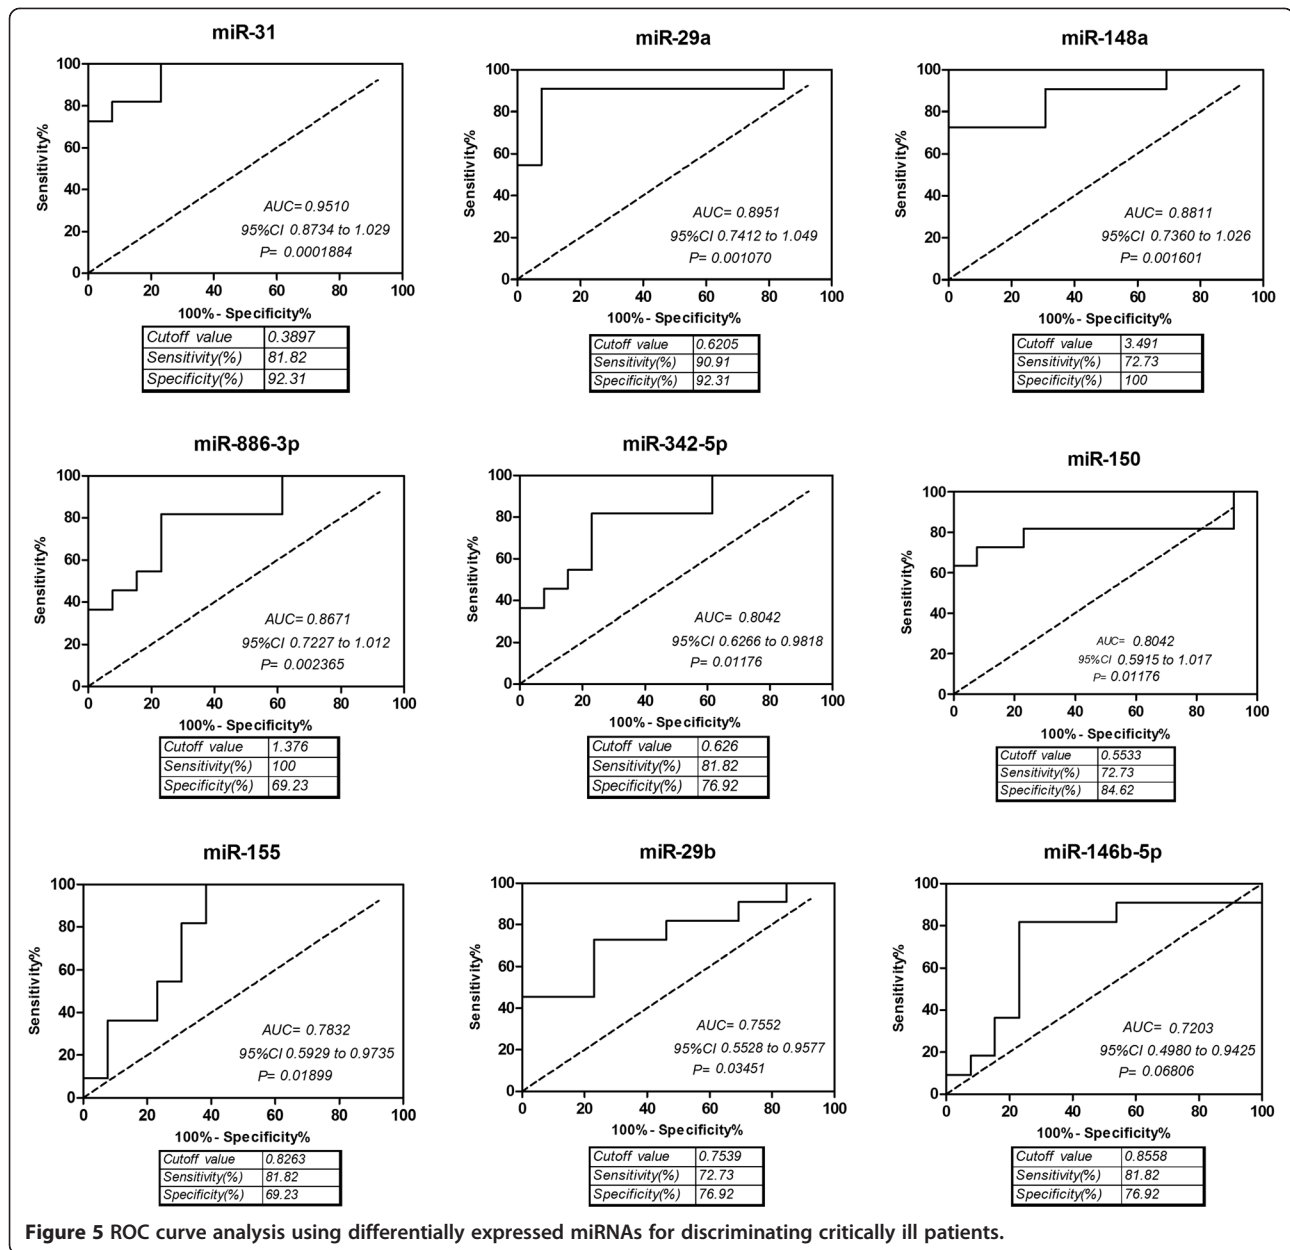 miR-31
Sensitivity%
100
80
60
40
20
0
0 20 40 60 80 100
AUC= 0.9510
95%CI 0.8734 to 1.029
P= 0.0001884
100%- Specificity%
Cutoff value 0.3897
Sensitivity(%) 81.82
Specificity(%) 92.31
miR-29a
Sensitivity%
100
80
60
40
20
0
0 20 40 60 80 100
AUC= 0.8951
95%CI 0.7412 to 1.049
P= 0.001070
100%- Specificity%
Cutoff value 0.6205
Sensitivity(%) 90.91
Specificity(%) 92.31
miR-148a
Sensitivity%
100
80
60
40
20
0
0 20 40 60 80 100
AUC= 0.8811
95%CI 0.7360 to 1.026
P= 0.001601
100%- Specificity%
Cutoff value 3.491
Sensitivity(%) 72.73
Specificity(%) 100
miR-886-3p
Sensitivity%
100
80
60
40
20
0
0 20 40 60 80 100
AUC= 0.8671
95%CI 0.7227 to 1.012
P= 0.002365
100%- Specificity%
Cutoff value 1.376
Sensitivity(%) 100
Specificity(%) 69.23
miR-342-5p
Sensitivity%
100
80
60
40
20
0
0 20 40 60 80 100
AUC= 0.8042
95%CI 0.6266 to 0.9818
P= 0.01176
100%- Specificity%
Cutoff value 0.626
Sensitivity(%) 81.82
Specificity(%) 76.92
miR-150
Sensitivity%
100
80
60
40
20
0
0 20 40 60 80 100
AUC= 0.8042
95%CI 0.5915 to 1.017
P= 0.01176
100%- Specificity%
Cutoff value 0.5533
Sensitivity(%) 72.73
Specificity(%) 84.62
miR-155
Sensitivity%
100
80
60
40
20
0
0 20 40 60 80 100
AUC= 0.7832
95%CI 0.5929 to 0.9735
P= 0.01899
100%- Specificity%
Cutoff value 0.8263
Sensitivity(%) 81.82
Specificity(%) 69.23
miR-29b
Sensitivity%
100
80
60
40
20
0
0 20 40 60 80 100
AUC= 0.7552
95%CI 0.5528 to 0.9577
P= 0.03451
100%- Specificity%
Cutoff value 0.7539
Sensitivity(%) 72.73
Specificity(%) 76.92
miR-146b-5p
Sensitivity%
100
80
60
40
20
0
0 20 40 60 80 100
AUC= 0.7203
95%CI 0.4980 to 0.9425
P= 0.06806
100%- Specificity%
Cutoff value 0.8558
Sensitivity(%) 81.82
Specificity(%) 76.92
Figure 5 ROC curve analysis using differentially expressed miRNAs for discriminating critically ill patients.